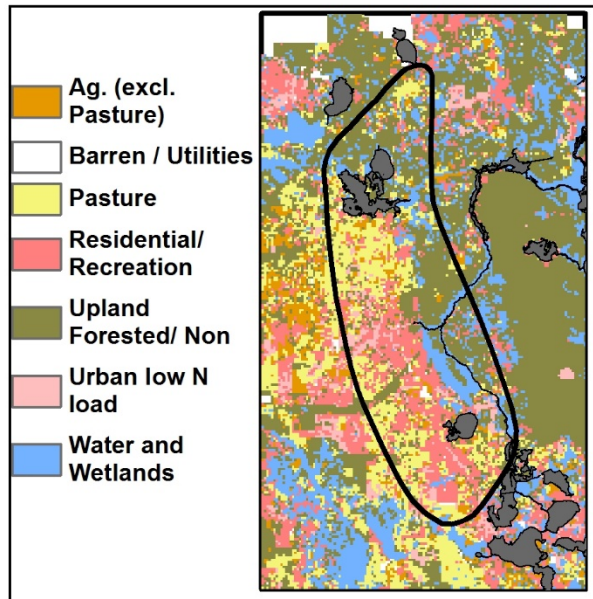 Ag. (excl.
Pasture)
Barren / Utilities
Pasture
Residential/
Recreation
Upland
Forested/ Non
Urban low N
load
Water and
Wetlands